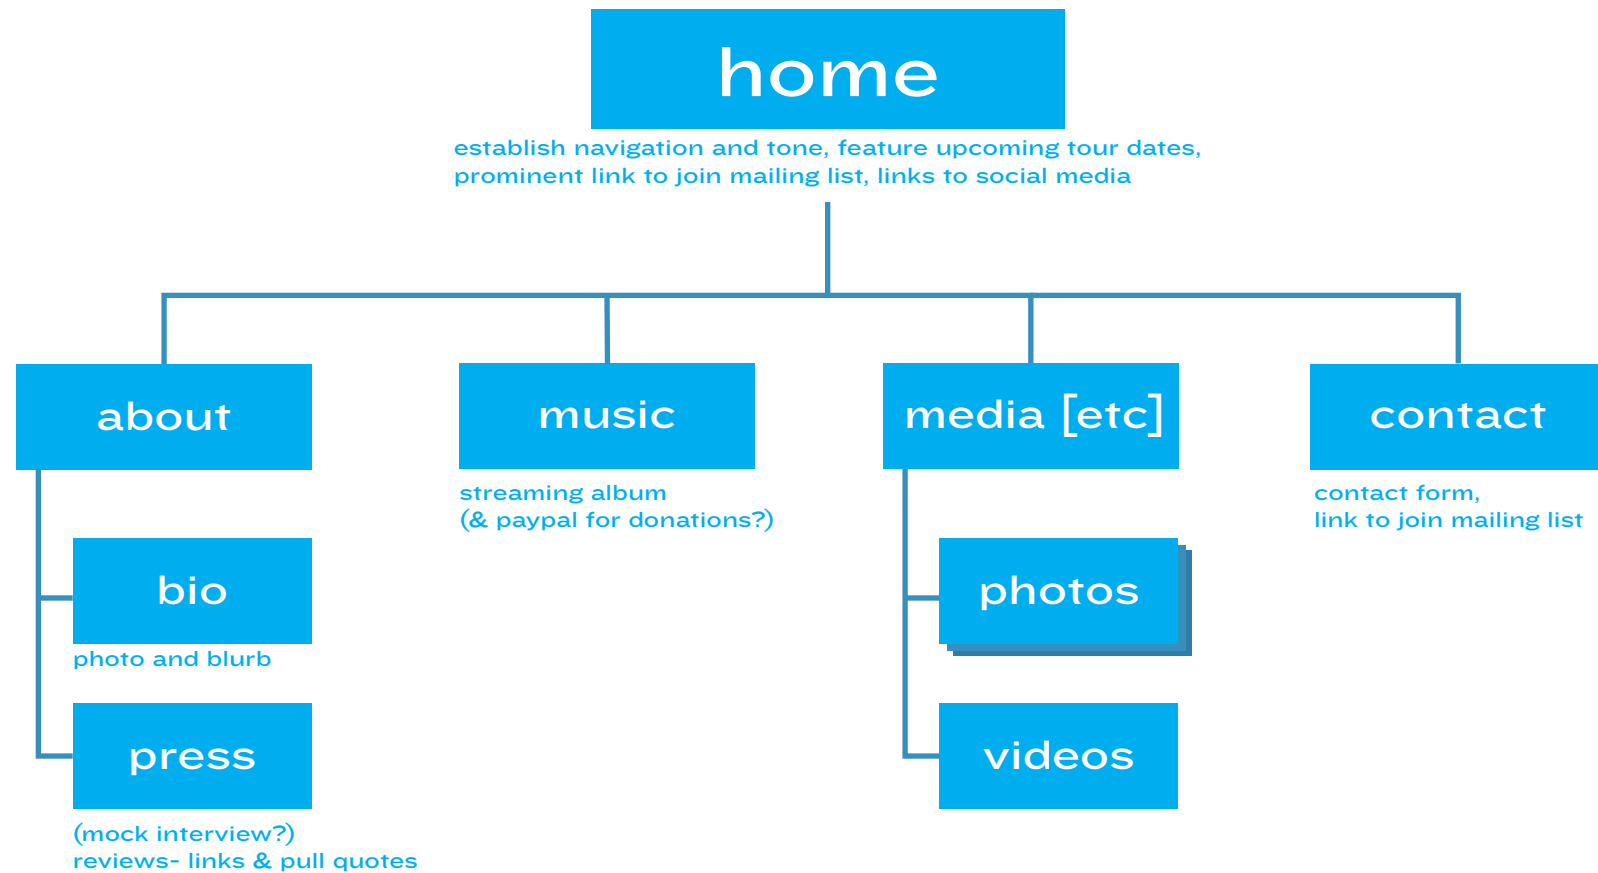 home
establish navigation and tone, feature upcoming tour dates,
prominent link to join mailing list, links to social media
about
music
media [etc]
contact
streaming album
(& paypal for donations?)
contact form,
link to join mailing list
bio
photo and blurb
photos
press
(mock interview?)
reviews- links & pull quotes
videos